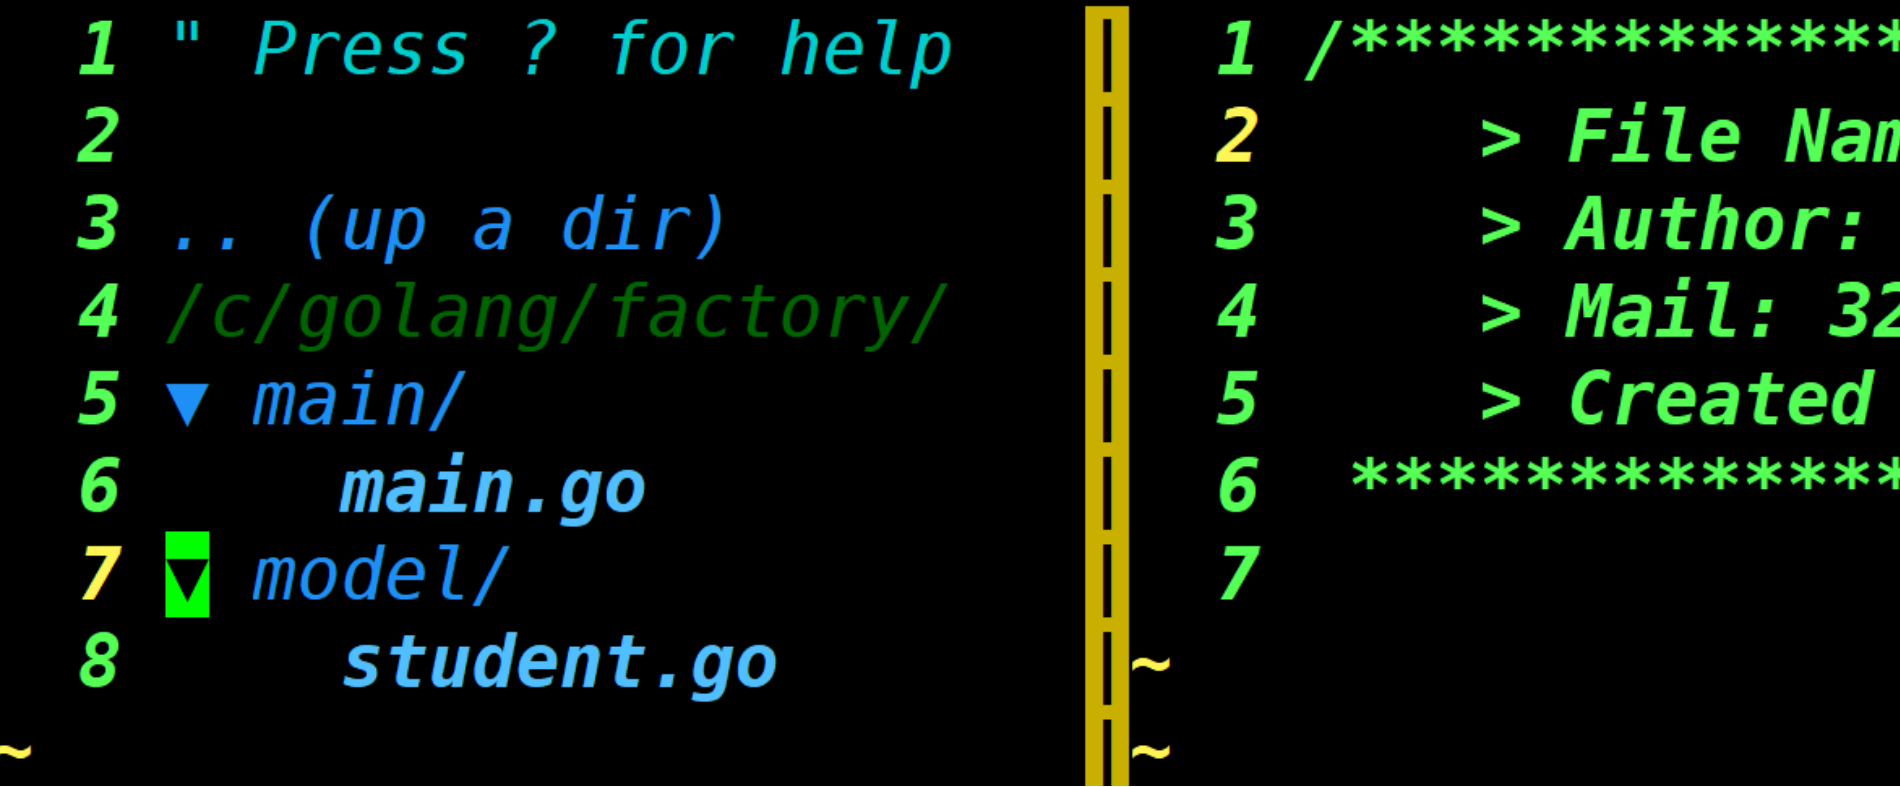 1 " Press ? for help
2
3 .. (up a dir)
4 /c/golang/factory/
5 ▼ main/
6 main.go
7 ▼ model/
8 student.go
~
1 /*************
2 > File Nam
3 > Author:
4 > Mail: 32
5 > Created
6 *************
7
~
~